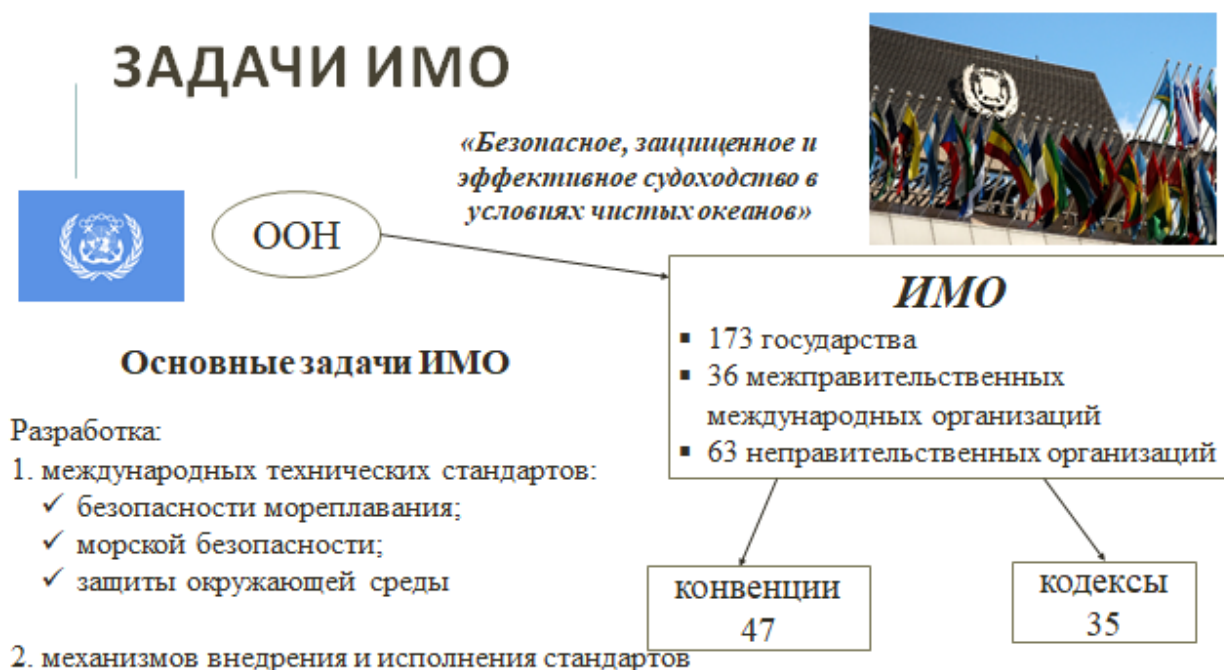 ЗАДАЧИ ИМО
«Безопасное, защищенное и
эффективное судоходство в
условиях чистых океанов»
ООН
ИМО
▪ 173 государства
▪ 36 межправительственных
международных организаций
▪ 63 неправительственных организаций
Основные задачи ИМО
Разработка:
1. международных технических стандартов:
✓ безопасности мореплавания;
✓ морской безопасности;
✓ защиты окружающей среды
2. механизмов внедрения и исполнения стандартов
конвенции
47
кодексы
35